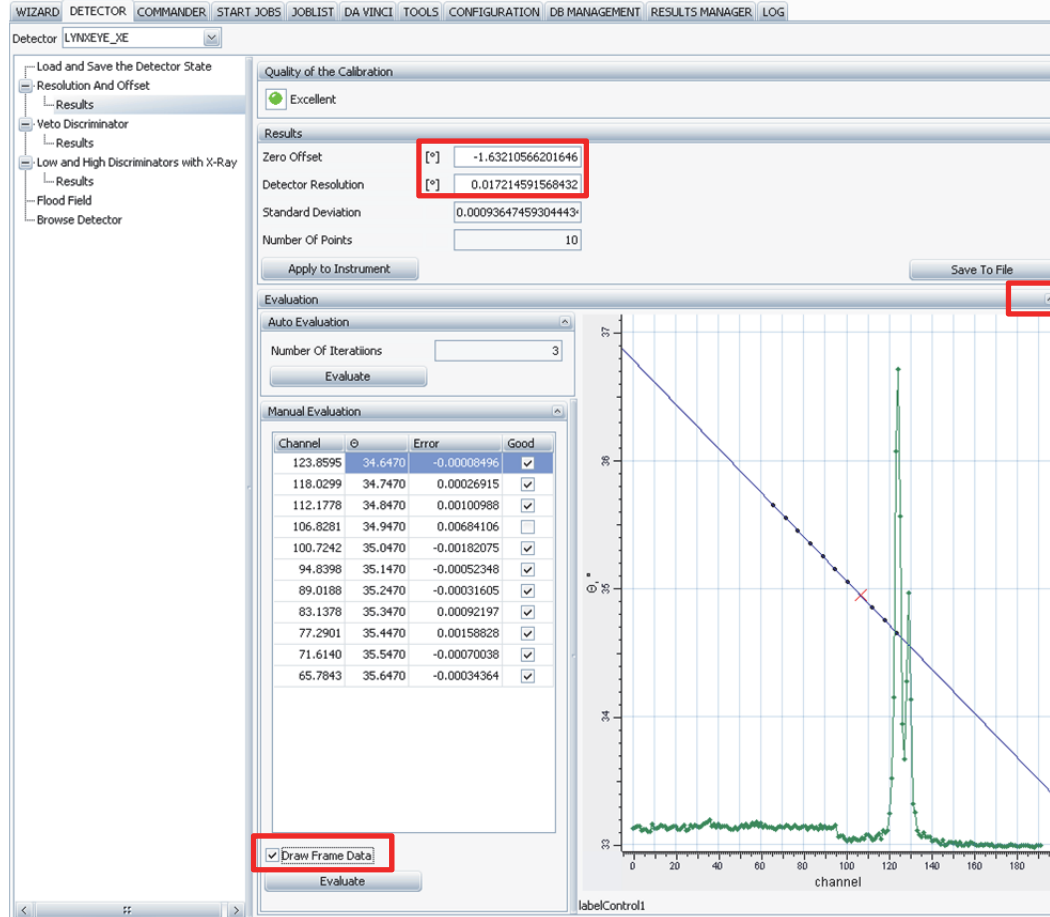 WIZARD DETECTOR COMMANDER START JOBS JOBLIST DA VINCI TOOLS CONFIGURATION DB MANAGEMENT RESULTS MANAGER LOG
Detector LYNXEYE_XE
Load and Save the Detector State
Resolution And Offset
Results
Veto Discriminator
Results
Low and High Discriminators with X-Ray
Results
Flood Field
Browse Detector
Quality of the Calibration
Excellent
Results
Zero Offset [°] -1.63210566201646
Detector Resolution [°] 0.017214591568432
Standard Deviation 0.00093647459304443
Number Of Points 10
Apply to Instrument Save To File
Evaluation
Auto Evaluation
Number Of Iteratiions 3
Evaluate
Manual Evaluation
Channel Θ Error Good
123.8595 34.6470 -0.00008496
118.0299 34.7470 0.00026915
112.1778 34.8470 0.00100988
106.8281 34.9470 0.00684106
100.7242 35.0470 -0.00182075
94.8398 35.1470 -0.00052348
89.0188 35.2470 -0.00031605
83.1378 35.3470 0.00092197
77.2901 35.4470 0.00158828
71.6140 35.5470 -0.00070038
65.7843 35.6470 -0.00034364
Draw Frame Data
Evaluate
37
36
35
34
33
Θ, °
0 20 40 60 80 100 120 140 160 180
channel
labelControl1